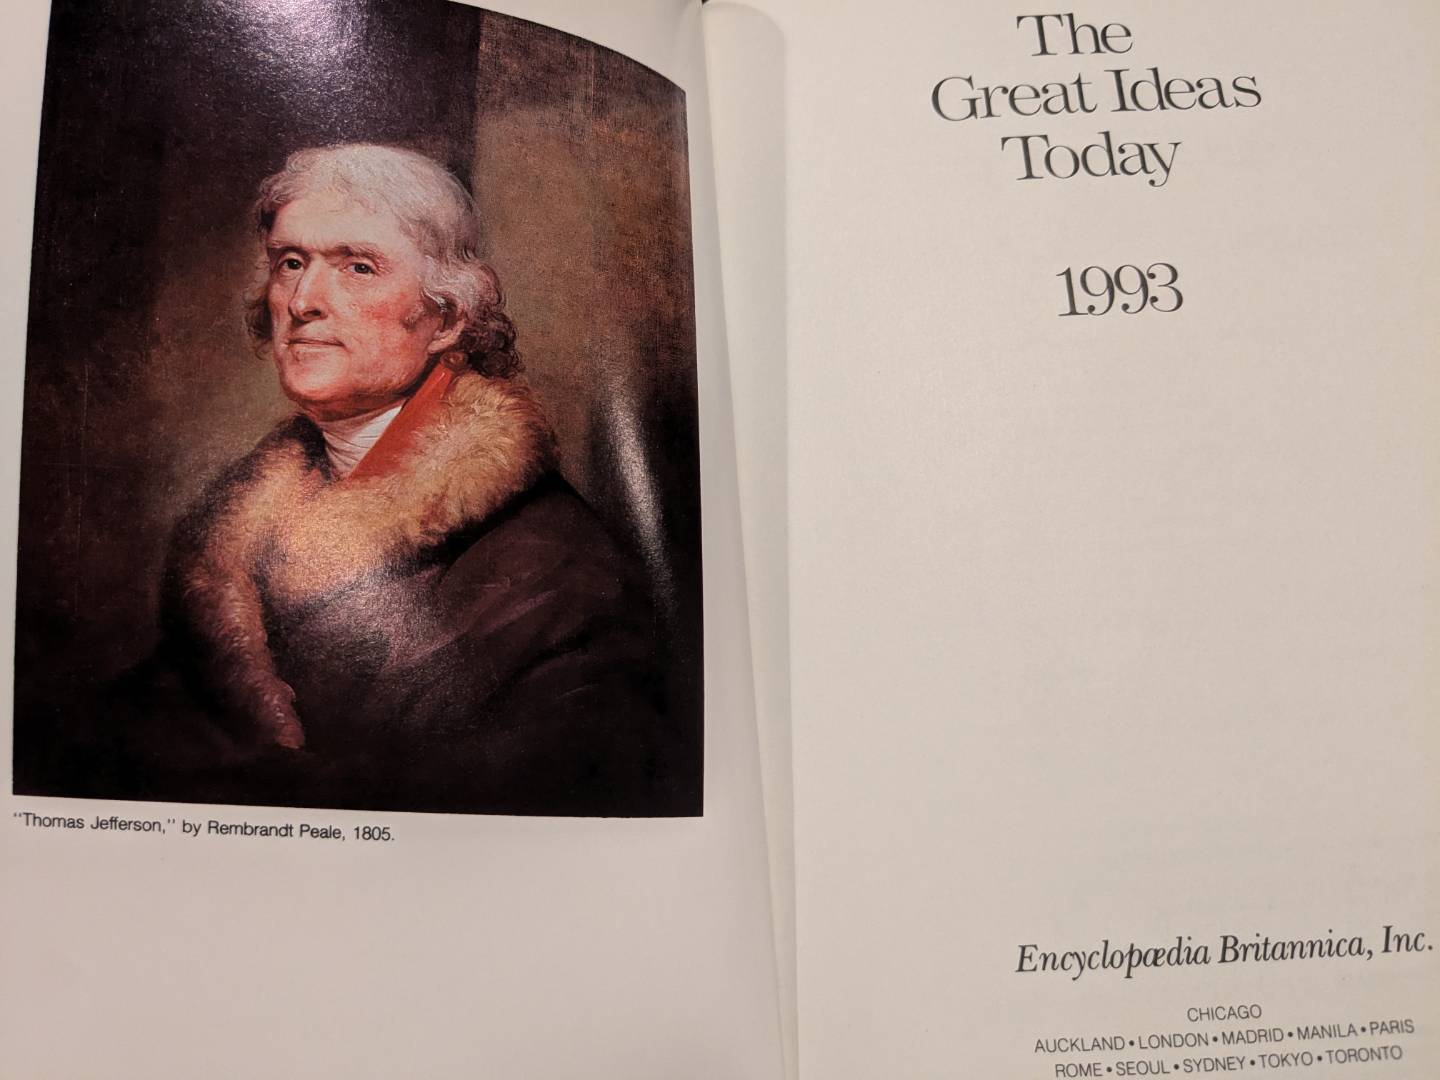 "Thomas Jefferson," by Rembrandt Peale, 1805.
The
Great Ideas
Today
1993
Encyclopædia Britannica, Inc.
CHICAGO
AUCKLAND • LONDON • MADRID • MANILA • PARIS
ROME • SEOUL • SYDNEY • TOKYO • TORONTO